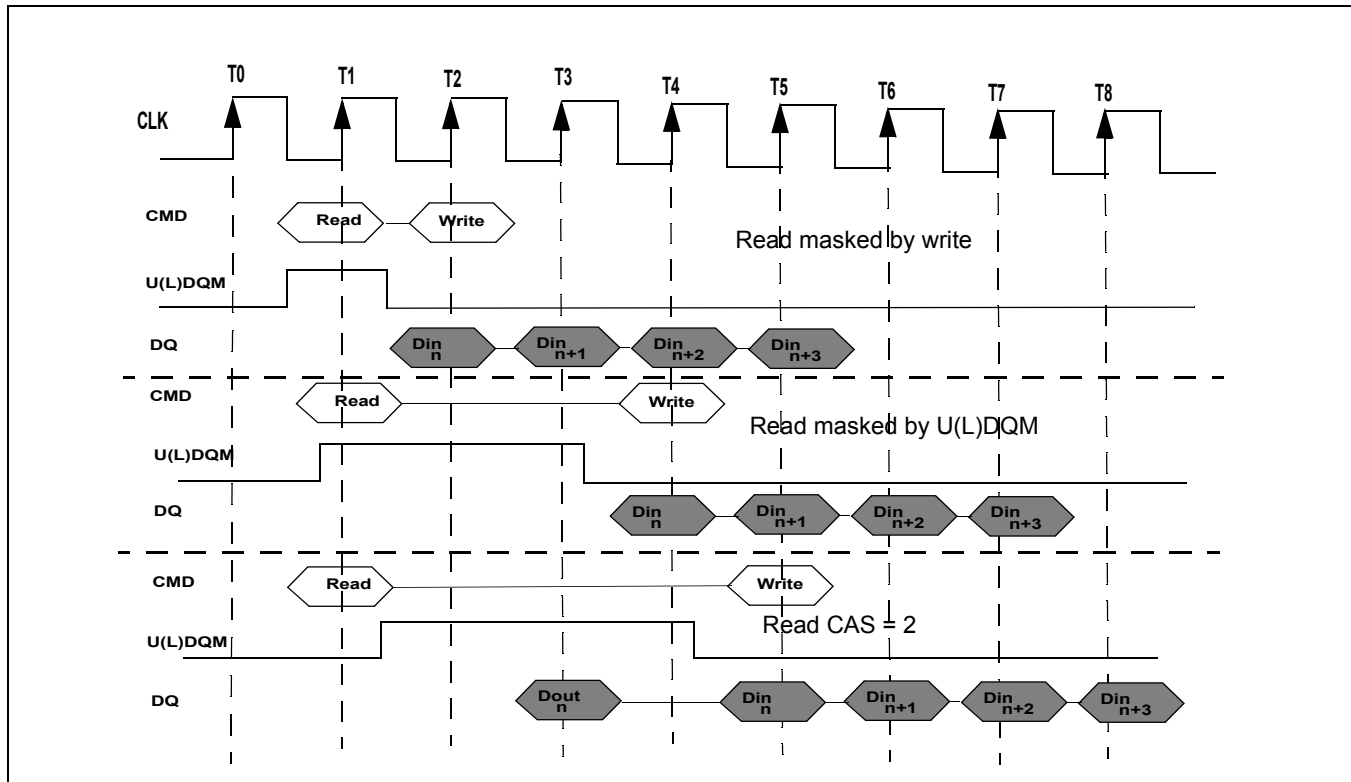 T0 T1 T2 T3 T4 T5 T6 T7 T8
CLK
CMD Read Write
Read masked by write
U(L)DQM
DQ Din n Din n+1 Din n+2 Din n+3
CMD Read Write
Read masked by U(L)DQM
U(L)DQM
DQ Din n Din n+1 Din n+2 Din n+3
CMD Read Write
Read CAS = 2
U(L)DQM
DQ Dout n Din n Din n+1 Din n+2 Din n+3